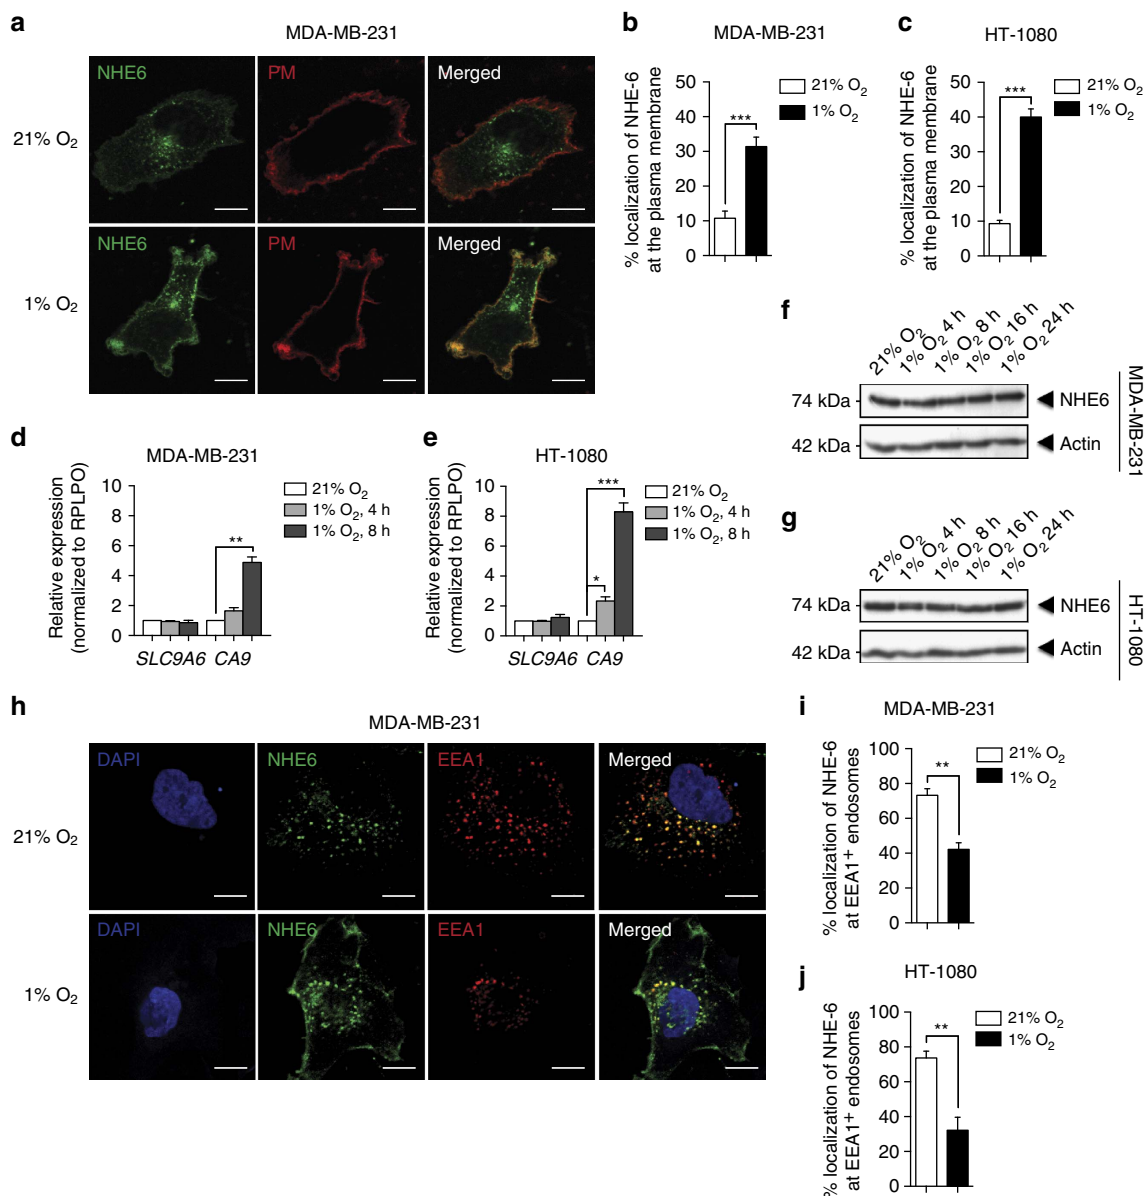 a
MDA-MB-231
21% O2
NHE6
PM
Merged
1% O2
NHE6
PM
Merged
b
MDA-MB-231
% localization of NHE-6
at the plasma membrane
50
40
30
20
10
0
***
21% O2
1% O2
c
HT-1080
% localization of NHE-6
at the plasma membrane
50
40
30
20
10
0
***
21% O2
1% O2
d
MDA-MB-231
Relative expression
(normalized to RPLPO)
10
8
6
4
2
0
**
21% O2
1% O2, 4 h
1% O2, 8 h
SLC9A6 CA9
e
HT-1080
Relative expression
(normalized to RPLPO)
10
8
6
4
2
0
*
***
21% O2
1% O2, 4 h
1% O2, 8 h
SLC9A6 CA9
f
21% O2
1% O2 4 h
1% O2 8 h
1% O2 16 h
1% O2 24 h
74 kDa
NHE6
42 kDa
Actin
MDA-MB-231
g
21% O2
1% O2 4 h
1% O2 8 h
1% O2 16 h
1% O2 24 h
74 kDa
NHE6
42 kDa
Actin
HT-1080
h
MDA-MB-231
21% O2
DAPI
NHE6
EEA1
Merged
1% O2
DAPI
NHE6
EEA1
Merged
i
MDA-MB-231
% localization of NHE-6
at EEA1+ endosomes
100
80
60
40
20
0
**
21% O2
1% O2
j
HT-1080
% localization of NHE-6
at EEA1+ endosomes
100
80
60
40
20
0
**
21% O2
1% O2